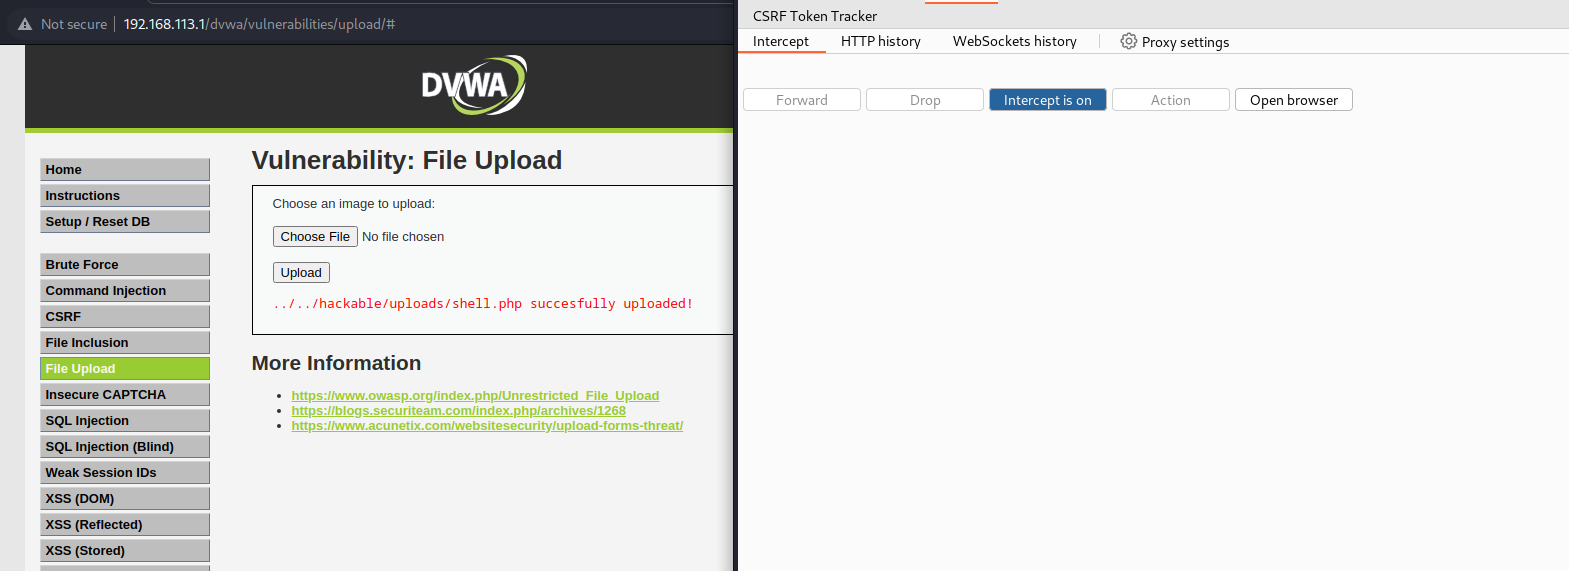 Not secure 192.168.113.1/dvwa/vulnerabilities/upload/#
DVWA
Home
Instructions
Setup / Reset DB
Brute Force
Command Injection
CSRF
File Inclusion
File Upload
Insecure CAPTCHA
SQL Injection
SQL Injection (Blind)
Weak Session IDs
XSS (DOM)
XSS (Reflected)
XSS (Stored)
Vulnerability: File Upload
Choose an image to upload:
Choose File No file chosen
Upload
../../hackable/uploads/shell.php succesfully uploaded!
More Information
https://www.owasp.org/index.php/Unrestricted_File_Upload
https://blogs.securiteam.com/index.php/archives/1268
https://www.acunetix.com/websitesecurity/upload-forms-threat/
CSRF Token Tracker
Intercept HTTP history WebSockets history Proxy settings
Forward Drop Intercept is on Action Open browser